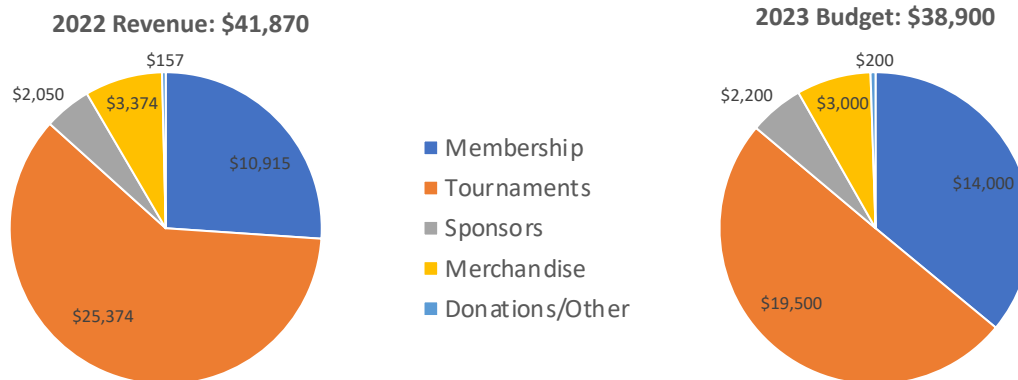 2022 Revenue: $41,870
$157
$2,050
$3,374
$10,915
$25,374
Membership
Tournaments
Sponsors
Merchandise
Donations/Other
2023 Budget: $38,900
$200
$2,200
$3,000
$14,000
$19,500